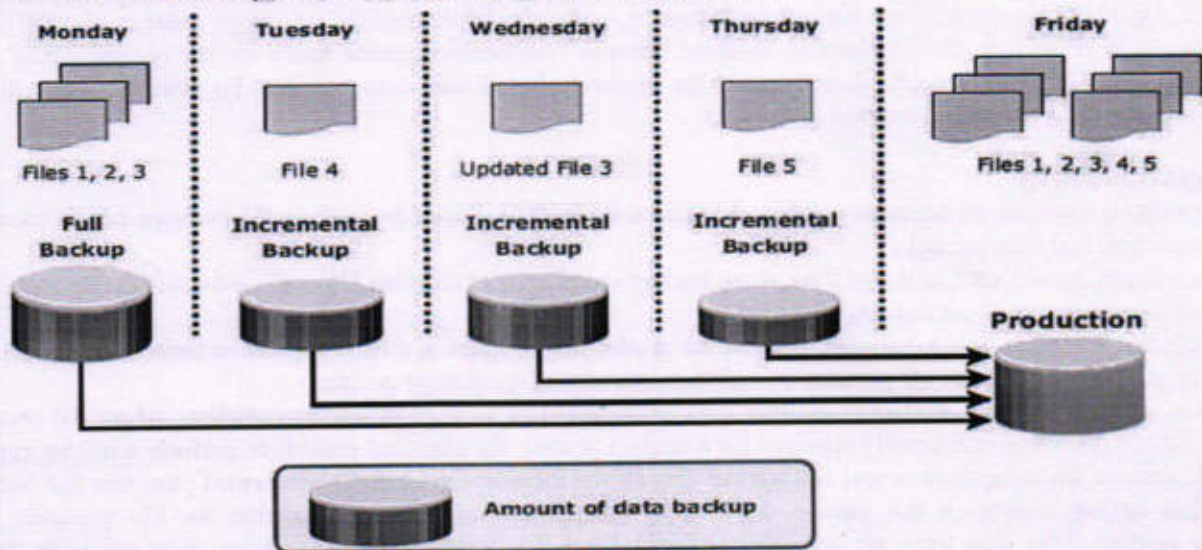 Monday
Tuesday
Wednesday
Thursday
Friday
Files 1, 2, 3
File 4
Updated File 3
File 5
Files 1, 2, 3, 4, 5
Full
Backup
Incremental
Backup
Incremental
Backup
Incremental
Backup
Production
Amount of data backup